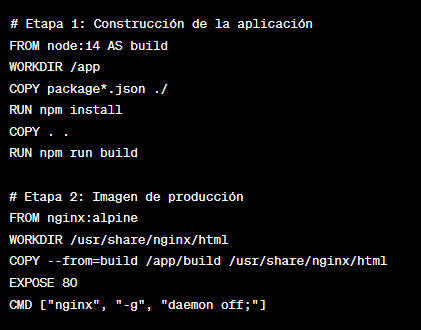 # Etapa 1: Construcción de la aplicación
FROM node:14 AS build
WORKDIR /app
COPY package*.json ./
RUN npm install
COPY . .
RUN npm run build
# Etapa 2: Imagen de producción
FROM nginx:alpine
WORKDIR /usr/share/nginx/html
COPY --from=build /app/build /usr/share/nginx/html
EXPOSE 80
CMD ["nginx", "-g", "daemon off;"]